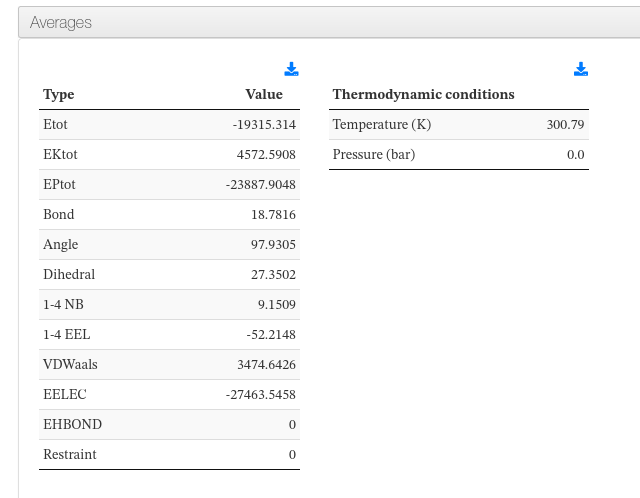 Averages
Type Value
Etot -19315.314
EKtot 4572.5908
EPtot -23887.9048
Bond 18.7816
Angle 97.9305
Dihedral 27.3502
1-4 NB 9.1509
1-4 EEL -52.2148
VDWaals 3474.6426
EELEC -27463.5458
EHBOND 0
Restraint 0
Thermodynamic conditions
Temperature (K) 300.79
Pressure (bar) 0.0